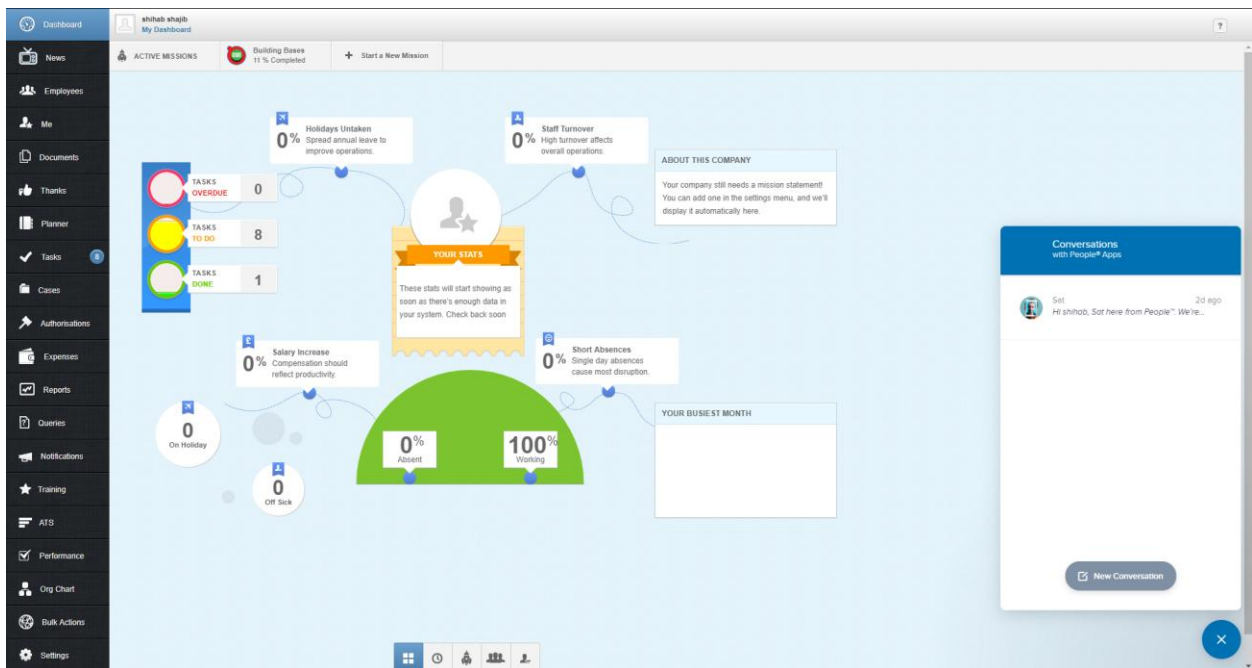 Dashboard
shihab shajib
My Dashboard
?
News
ACTIVE MISSIONS
Building Bases
11 % Completed
+ Start a New Mission
Employees
Me
Documents
Thanks
Planner
Tasks
8
Cases
Authorisations
Expenses
Reports
Queries
Notifications
Training
ATS
Performance
Org Chart
Bulk Actions
Settings
0%
Holidays Untaken
Spread annual leave to
improve operations.
0%
Staff Turnover
High turnover affects
overall operations.
TASKS
OVERDUE
0
TASKS
TO DO
8
TASKS
DONE
1
YOUR STATS
These stats will start showing as
soon as there's enough data in
your system. Check back soon
ABOUT THIS COMPANY
Your company still needs a mission statement!
You can add one in the settings menu, and we'll
display it automatically here.
£
0%
Salary Increase
Compensation should
reflect productivity.
0%
Short Absences
Single day absences
cause most disruption.
0
On Holiday
0
Off Sick
0%
Absent
100%
Working
YOUR BUSIEST MONTH
Conversations
with People® Apps
Sat
2d ago
Hi shihab, Sat here from People™. We're...
New Conversation